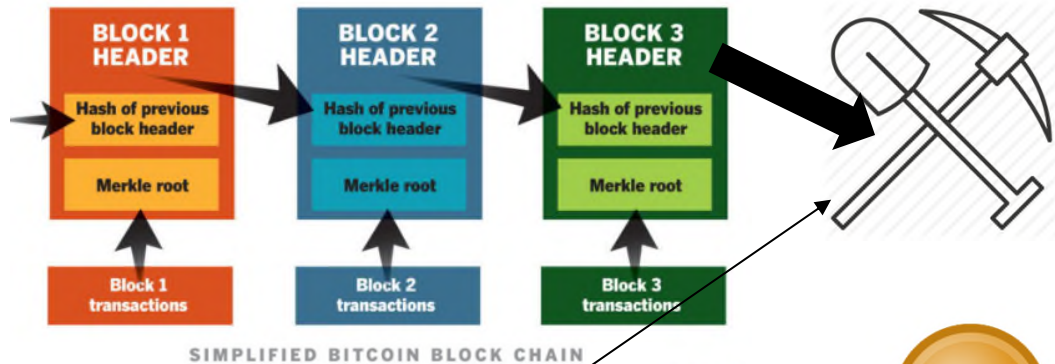 BLOCK 1
HEADER
Hash of previous
block header
Merkle root
Block 1
transactions
BLOCK 2
HEADER
Hash of previous
block header
Merkle root
Block 2
transactions
BLOCK 3
HEADER
Hash of previous
block header
Merkle root
Block 3
transactions
SIMPLIFIED BITCOIN BLOCK CHAIN